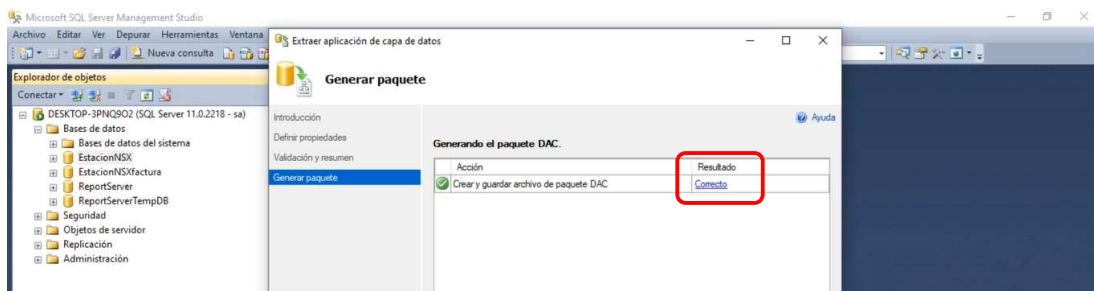 Microsoft SQL Server Management Studio
Archivo Editar Ver Depurar Herramientas Ventana
Nueva consulta
Explorador de objetos
Conectar
DESKTOP-3PNQ9O2 (SQL Server 11.0.2218 - sa)
Bases de datos
Bases de datos del sistema
EstacionNSX
EstacionNSXfactura
ReportServer
ReportServerTempDB
Seguridad
Objetos de servidor
Replicación
Administración
Extraer aplicación de capa de datos
Generar paquete
Introducción
Definir propiedades
Validación y resumen
Generar paquete
Ayuda
Generando el paquete DAC.
Acción Resultado
Crear y guardar archivo de paquete DAC Correcto